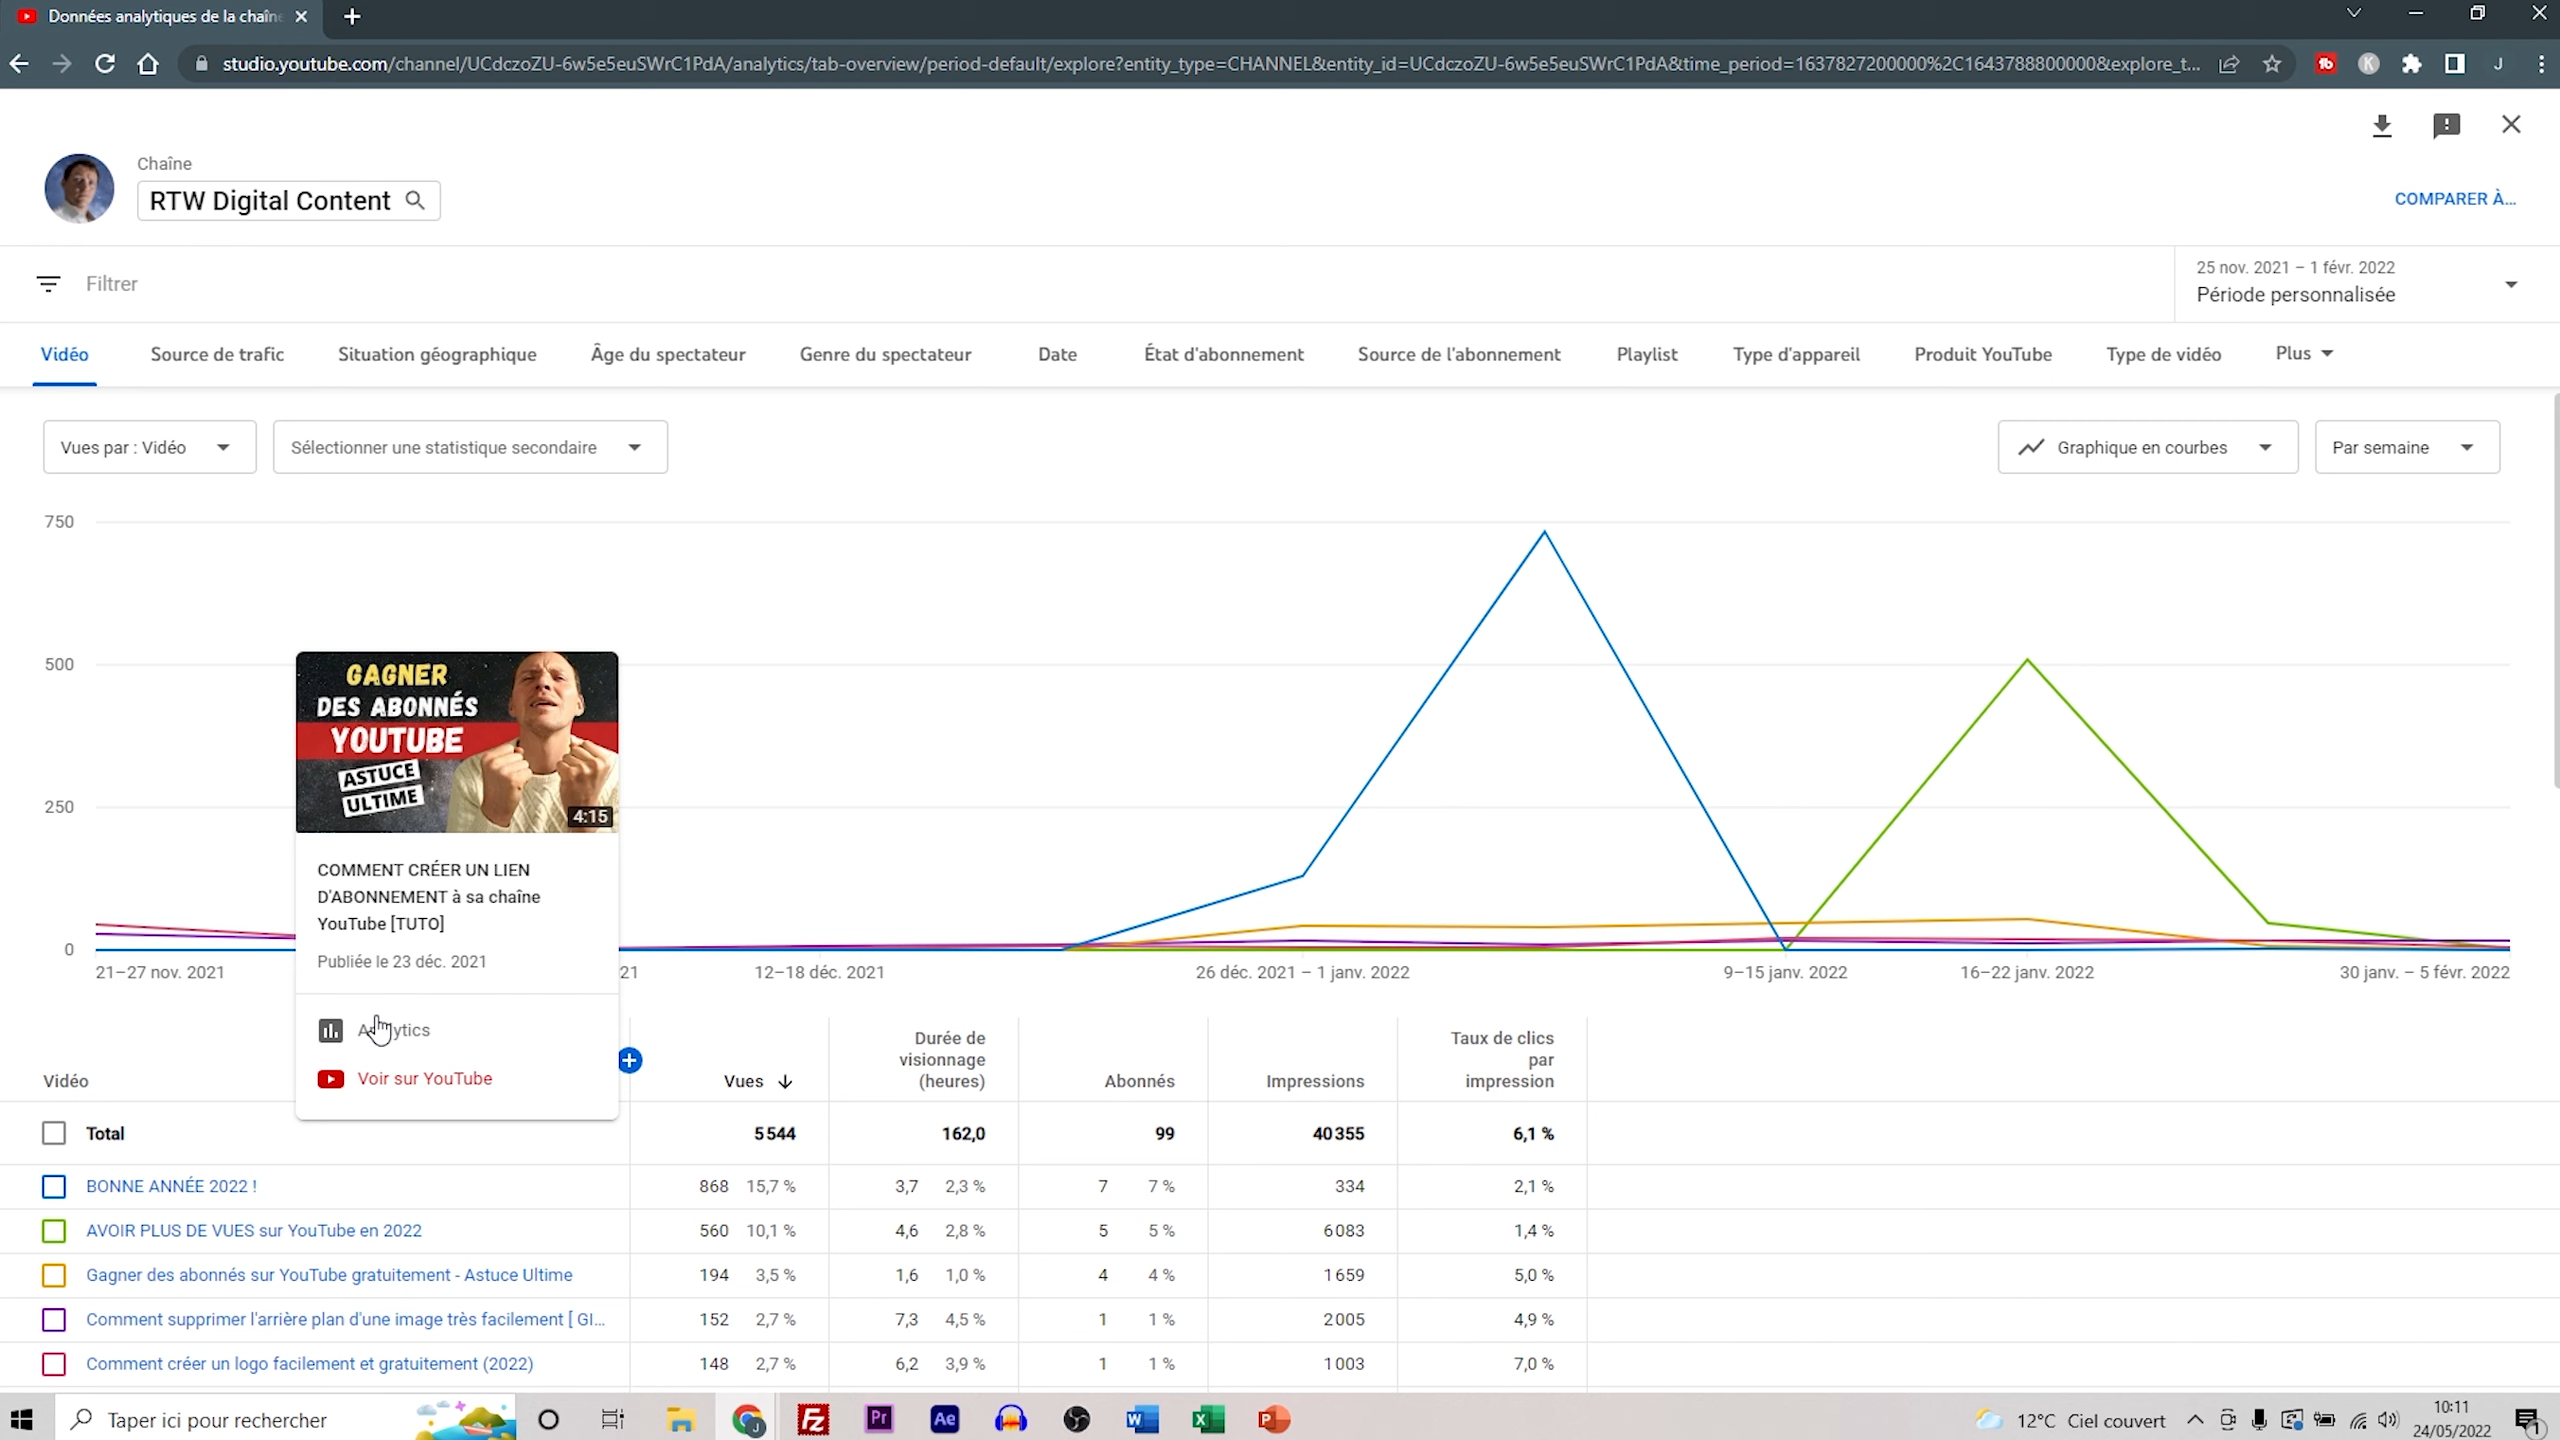 Données analytiques de la chaîne
studio.youtube.com/channel/UCdczoZU-6w5e5euSWrC1PdA/analytics/tab-overview/period-default/explore?entity_type=CHANNEL&entity_id=UCdczoZU-6w5e5euSWrC1PdA&time_period=1637827200000%2C1643788800000&explore_t...
Chaîne
RTW Digital Content
COMPARER À...
Filtrer
25 nov. 2021 – 1 févr. 2022
Période personnalisée
Vidéo Source de trafic Situation géographique Âge du spectateur Genre du spectateur Date État d'abonnement Source de l'abonnement Playlist Type d'appareil Produit YouTube Type de vidéo Plus
Vues par : Vidéo Sélectionner une statistique secondaire Graphique en courbes Par semaine
750
500
250
0
GAGNER
DES ABONNÉS
YOUTUBE
ASTUCE
ULTIME
4:15
COMMENT CRÉER UN LIEN
D'ABONNEMENT à sa chaîne
YouTube [TUTO]
Publiée le 23 déc. 2021
Analytics
Voir sur YouTube
21–27 nov. 2021 21 12–18 déc. 2021 26 déc. 2021 – 1 janv. 2022 9–15 janv. 2022 16–22 janv. 2022 30 janv. – 5 févr. 2022
Vidéo Vues Durée de visionnage (heures) Abonnés Impressions Taux de clics par impression
Total 5 544 162,0 99 40 355 6,1 %
BONNE ANNÉE 2022 ! 868 15,7 % 3,7 2,3 % 7 7 % 334 2,1 %
AVOIR PLUS DE VUES sur YouTube en 2022 560 10,1 % 4,6 2,8 % 5 5 % 6 083 1,4 %
Gagner des abonnés sur YouTube gratuitement - Astuce Ultime 194 3,5 % 1,6 1,0 % 4 4 % 1 659 5,0 %
Comment supprimer l'arrière plan d'une image très facilement [ GI... 152 2,7 % 7,3 4,5 % 1 1 % 2 005 4,9 %
Comment créer un logo facilement et gratuitement (2022) 148 2,7 % 6,2 3,9 % 1 1 % 1 003 7,0 %
Taper ici pour rechercher
12°C Ciel couvert
10:11
24/05/2022